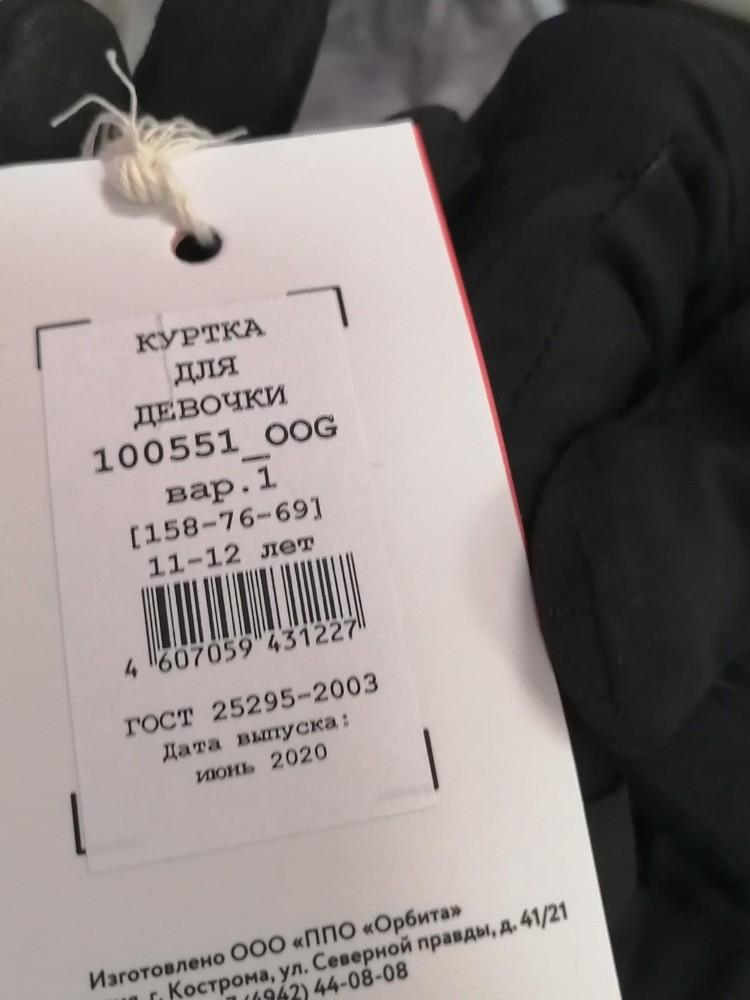 КУРТКА
ДЛЯ
ДЕВОЧКИ
100551_OOG
вар.1
[158-76-69]
11-12 лет
4 607059 431227
ГОСТ 25295-2003
Дата выпуска:
июнь 2020
Изготовлено ООО «ППО «Орбита»
г. Кострома, ул. Северной правды, д. 41/21
(4942) 44-08-08